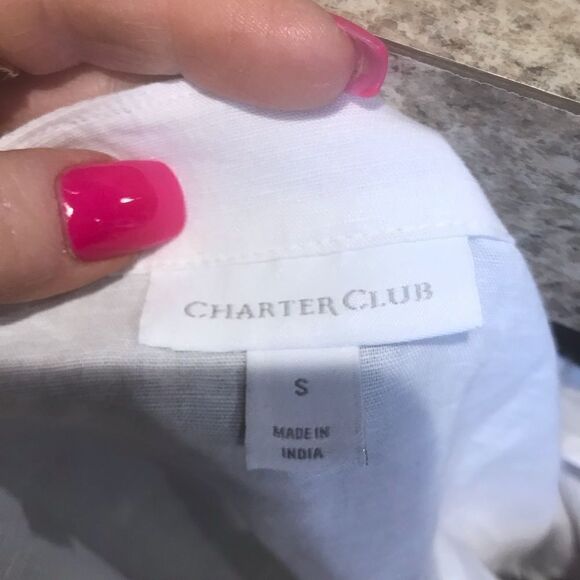 CHARTER CLUB
S
MADE IN
INDIA